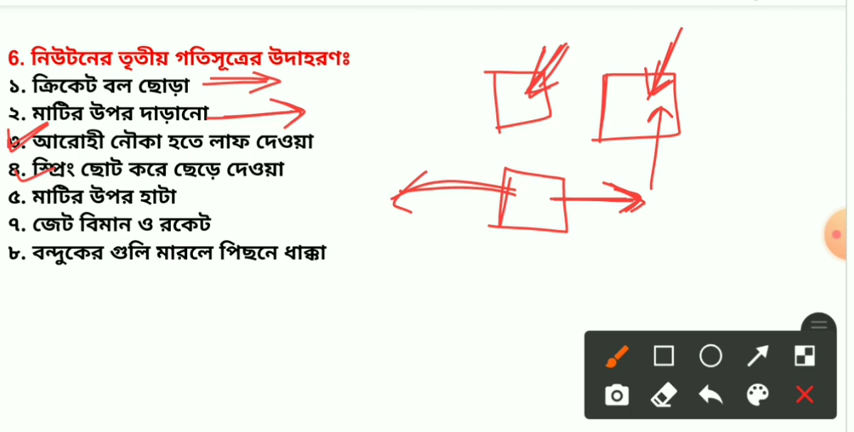 6. নিউটনের তৃতীয় গতিসূত্রের উদাহরণঃ
১. ক্রিকেট বল ছোড়া
২. মাটির উপর দাড়ানো
৩. আরোহী নৌকা হতে লাফ দেওয়া
৪. স্প্রিং ছোট করে ছেড়ে দেওয়া
৫. মাটির উপর হাটা
৭. জেট বিমান ও রকেট
৮. বন্দুকের গুলি মারলে পিছনে ধাক্কা